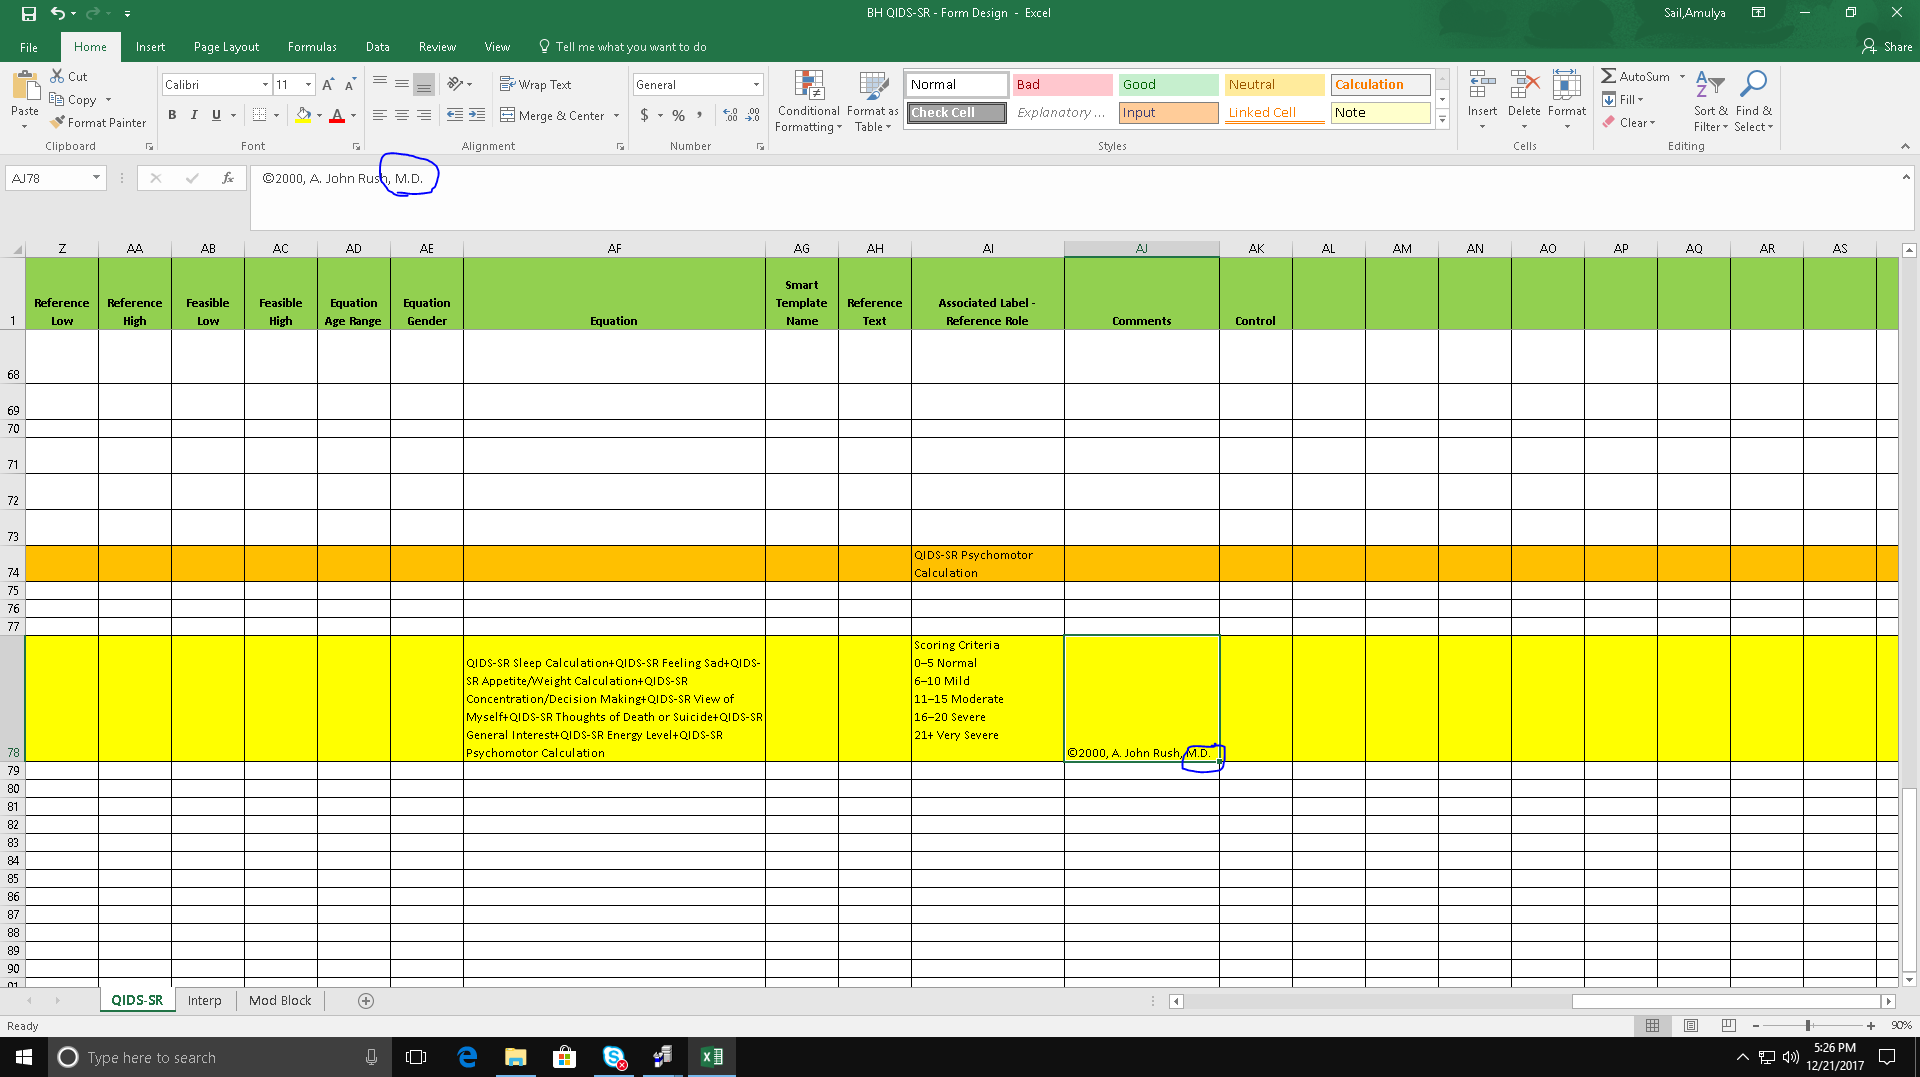 BH QIDS-SR - Form Design - Excel
Sail,Amulya
File Home Insert Page Layout Formulas Data Review View Tell me what you want to do Share
Paste Cut Copy Format Painter
Clipboard
Calibri 11 A A
B I U A
Font
Wrap Text
Merge & Center
Alignment
General
$ % , .0 .00 .00 .0
Number
Conditional Formatting
Format as Table
Normal Bad Good Neutral Calculation
Check Cell Explanatory ... Input Linked Cell Note
Styles
Insert Delete Format
Cells
AutoSum
Fill
Clear
Sort & Filter
Find & Select
Editing
AJ78 fx ©2000, A. John Rush, M.D.
Z AA AB AC AD AE AF AG AH AI AJ AK AL AM AN AO AP AQ AR AS
1
Reference Low
Reference High
Feasible Low
Feasible High
Equation Age Range
Equation Gender
Equation
Smart Template Name
Reference Text
Associated Label - Reference Role
Comments
Control
68
69
70
71
72
73
74
QIDS-SR Psychomotor
Calculation
75
76
77
78
QIDS-SR Sleep Calculation+QIDS-SR Feeling Sad+QIDS-
SR Appetite/Weight Calculation+QIDS-SR
Concentration/Decision Making+QIDS-SR View of
Myself+QIDS-SR Thoughts of Death or Suicide+QIDS-SR
General Interest+QIDS-SR Energy Level+QIDS-SR
Psychomotor Calculation
Scoring Criteria
0–5 Normal
6–10 Mild
11–15 Moderate
16–20 Severe
21+ Very Severe
©2000, A. John Rush, M.D.
79
80
81
82
83
84
85
86
87
88
89
90
91
QIDS-SR Interp Mod Block
Ready
90%
Type here to search
5:26 PM
12/21/2017